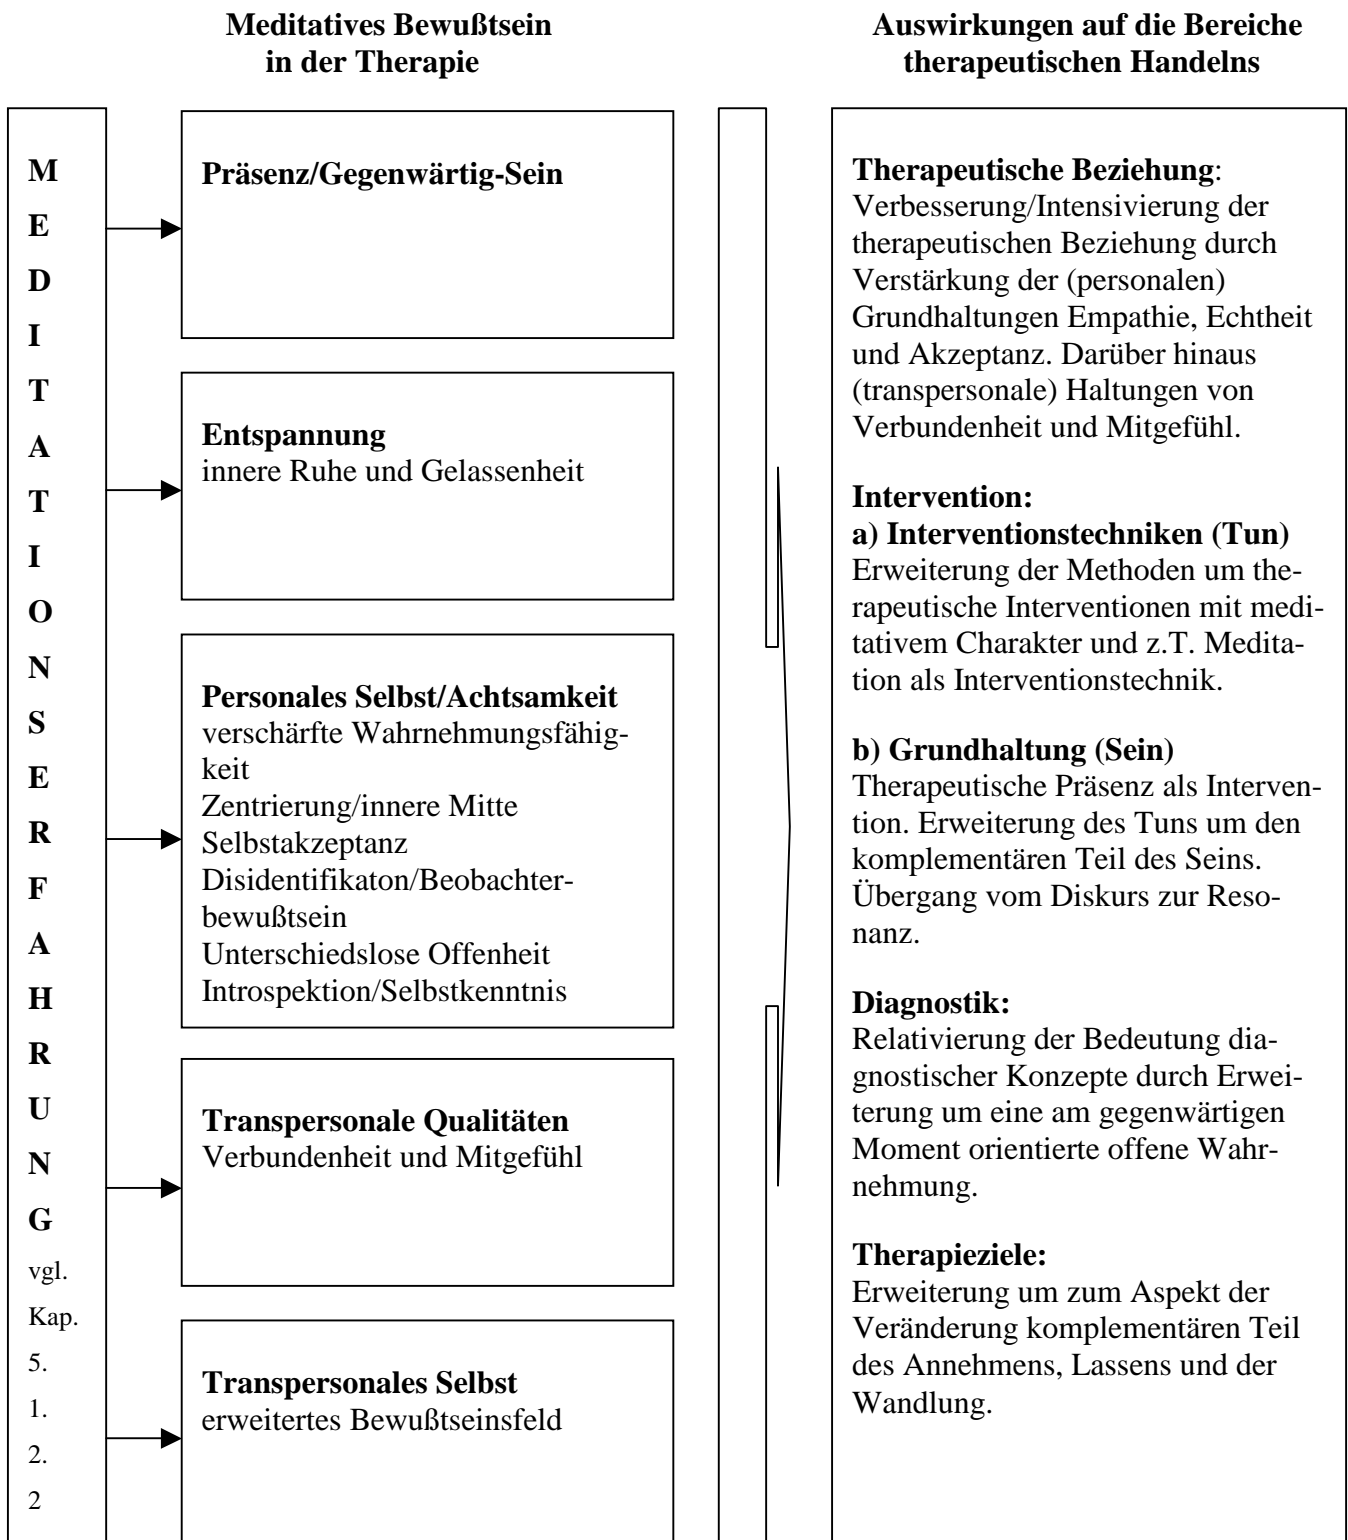 Meditatives Bewußtsein
in der Therapie
Auswirkungen auf die Bereiche
therapeutischen Handelns
M
E
D
I
T
A
T
I
O
N
S
E
R
F
A
H
R
U
N
G
vgl.
Kap.
5.
1.
2.
2
Präsenz/Gegenwärtig-Sein
Entspannung
innere Ruhe und Gelassenheit
Personales Selbst/Achtsamkeit
verschärfte Wahrnehmungsfähig-
keit
Zentrierung/innere Mitte
Selbstakzeptanz
Disidentifikaton/Beobachter-
bewußtsein
Unterschiedslose Offenheit
Introspektion/Selbstkenntnis
Transpersonale Qualitäten
Verbundenheit und Mitgefühl
Transpersonales Selbst
erweitertes Bewußtseinsfeld
Therapeutische Beziehung:
Verbesserung/Intensivierung der
therapeutischen Beziehung durch
Verstärkung der (personalen)
Grundhaltungen Empathie, Echtheit
und Akzeptanz. Darüber hinaus
(transpersonale) Haltungen von
Verbundenheit und Mitgefühl.
Intervention:
a) Interventionstechniken (Tun)
Erweiterung der Methoden um the-
rapeutische Interventionen mit medi-
tativem Charakter und z.T. Medita-
tion als Interventionstechnik.
b) Grundhaltung (Sein)
Therapeutische Präsenz als Interven-
tion. Erweiterung des Tuns um den
komplementären Teil des Seins.
Übergang vom Diskurs zur Reso-
nanz.
Diagnostik:
Relativierung der Bedeutung dia-
gnostischer Konzepte durch Erwei-
terung um eine am gegenwärtigen
Moment orientierte offene Wahr-
nehmung.
Therapieziele:
Erweiterung um zum Aspekt der
Veränderung komplementären Teil
des Annehmens, Lassens und der
Wandlung.